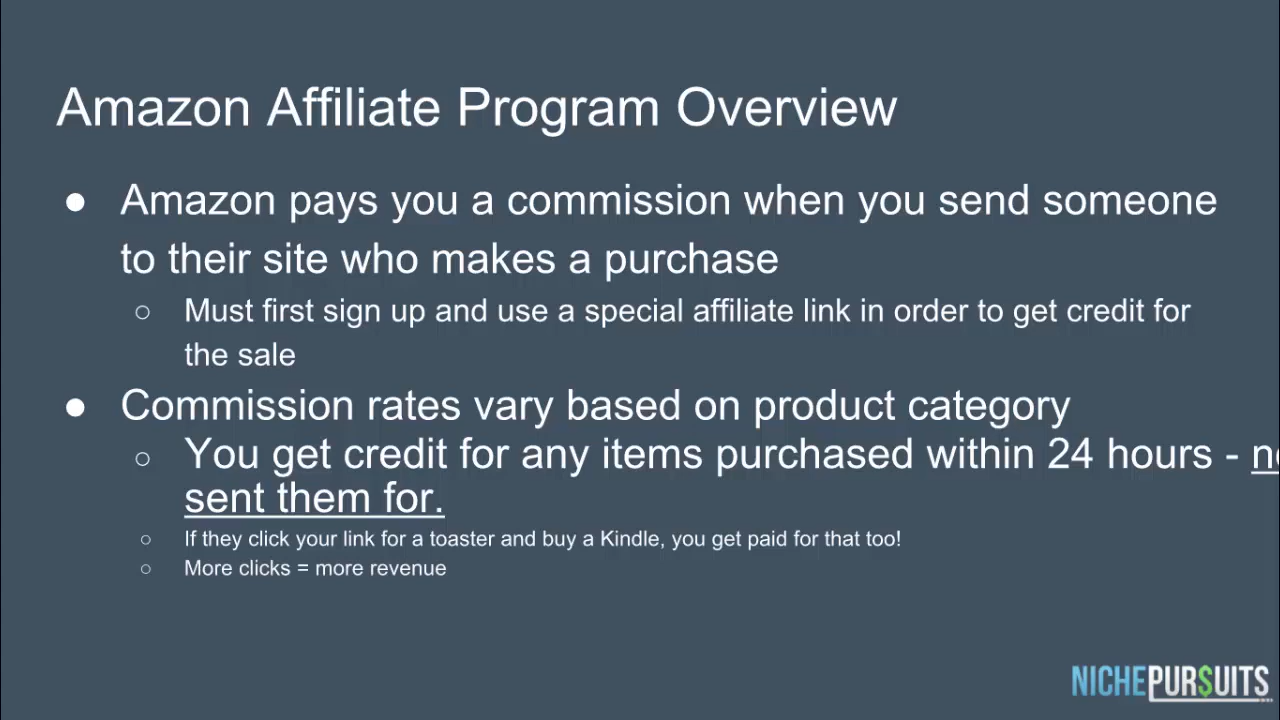 Amazon Affiliate Program Overview
● Amazon pays you a commission when you send someone
to their site who makes a purchase
○ Must first sign up and use a special affiliate link in order to get credit for
the sale
● Commission rates vary based on product category
○ You get credit for any items purchased within 24 hours -
sent them for.
○ If they click your link for a toaster and buy a Kindle, you get paid for that too!
○ More clicks = more revenue
NICHEPUR$UITS